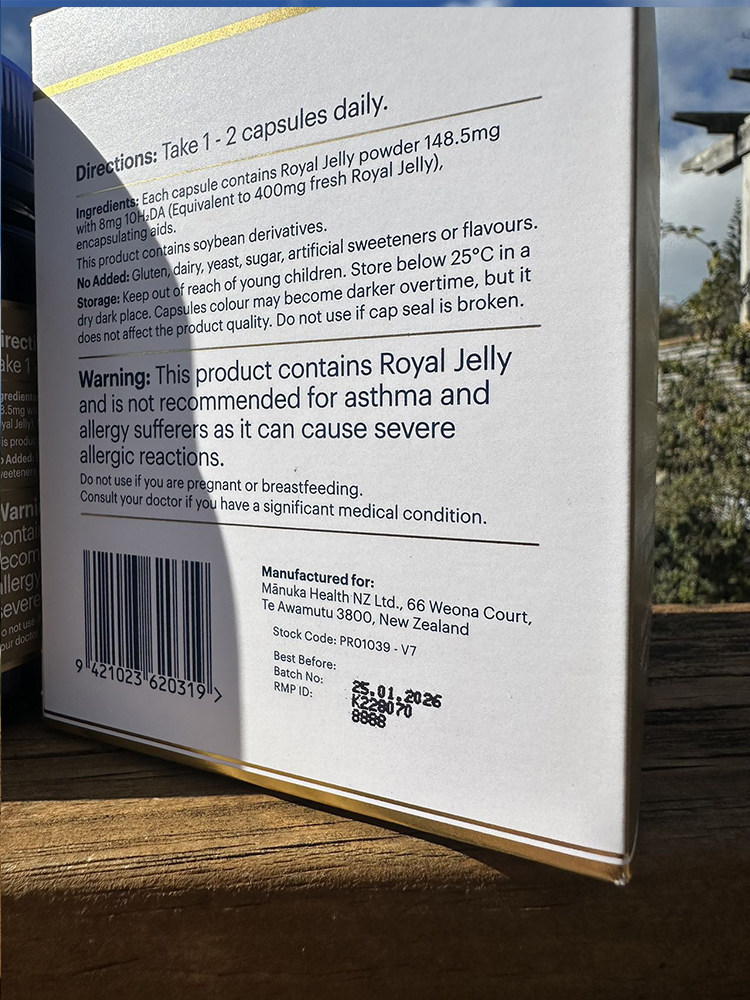 Directions: Take 1 - 2 capsules daily.
Ingredients: Each capsule contains Royal Jelly powder 148.5mg
with 8mg 10H₂DA (Equivalent to 400mg fresh Royal Jelly),
encapsulating aids.
This product contains soybean derivatives.
No Added: Gluten, dairy, yeast, sugar, artificial sweeteners or flavours.
Storage: Keep out of reach of young children. Store below 25°C in a
dry dark place. Capsules colour may become darker overtime, but it
does not affect the product quality. Do not use if cap seal is broken.
Warning: This product contains Royal Jelly
and is not recommended for asthma and
allergy sufferers as it can cause severe
allergic reactions.
Do not use if you are pregnant or breastfeeding.
Consult your doctor if you have a significant medical condition.
9 421023 620319 >
Manufactured for:
Mānuka Health NZ Ltd., 66 Weona Court,
Te Awamutu 3800, New Zealand
Stock Code: PR01039 - V7
Best Before: 25.01.2026
Batch No: K228070
RMP ID: 8888